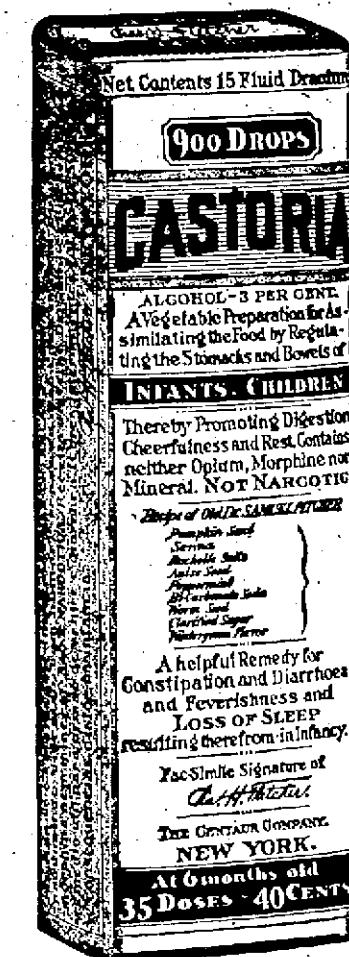 Net Contents 15 Fluid Drachm
900 DROPS
CASTORIA
ALCOHOL-3 PER CENT.
A Vegetable Preparation for As-
similating the Food by Regula-
ting the Stomachs and Bowels of
INFANTS. CHILDREN
Thereby Promoting Digestion
Cheerfulness and Rest. Contains
neither Opium, Morphine nor
Mineral. NOT NARCOTIC
Recipe of Old Dr. SAMUEL PITCHER
Pumpkin Seed
Senna
Rochelle Salts
Anise Seed
Peppermint
Bi-Carbonate Soda
Worm Seed
Clarified Sugar
Wintergreen Flavor
A helpful Remedy for
Constipation and Diarrhoea
and Feverishness and
LOSS OF SLEEP
resulting therefrom in Infancy.
Fac-Simile Signature of
Chas. H. Fletcher.
THE CENTAUR COMPANY.
NEW YORK.
At 6 months old
35 DOSES - 40 CENTS